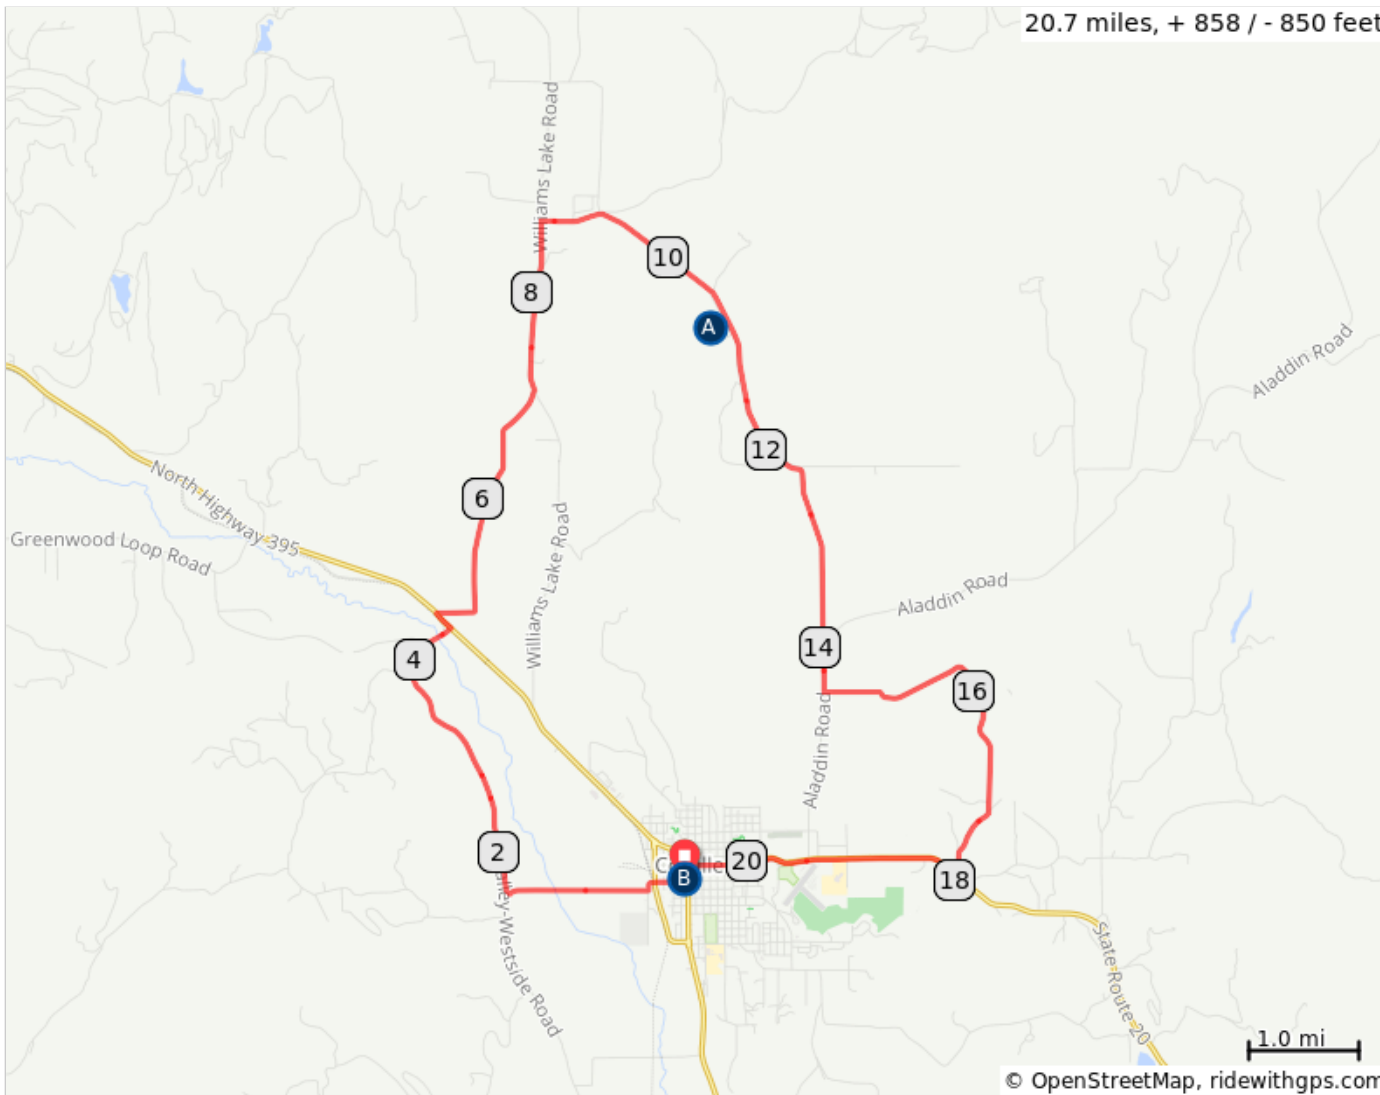 20.7 miles, + 858 / - 850 feet
Williams Lake Road
10
8
A
Aladdin Road
12
North Highway 395
6
Greenwood Loop Road
Williams Lake Road
Aladdin Road
14
4
16
Aladdin Road
2
20
B
18
-Westside Road
State Route 20
1.0 mi
© OpenStreetMap, ridewithgps.com